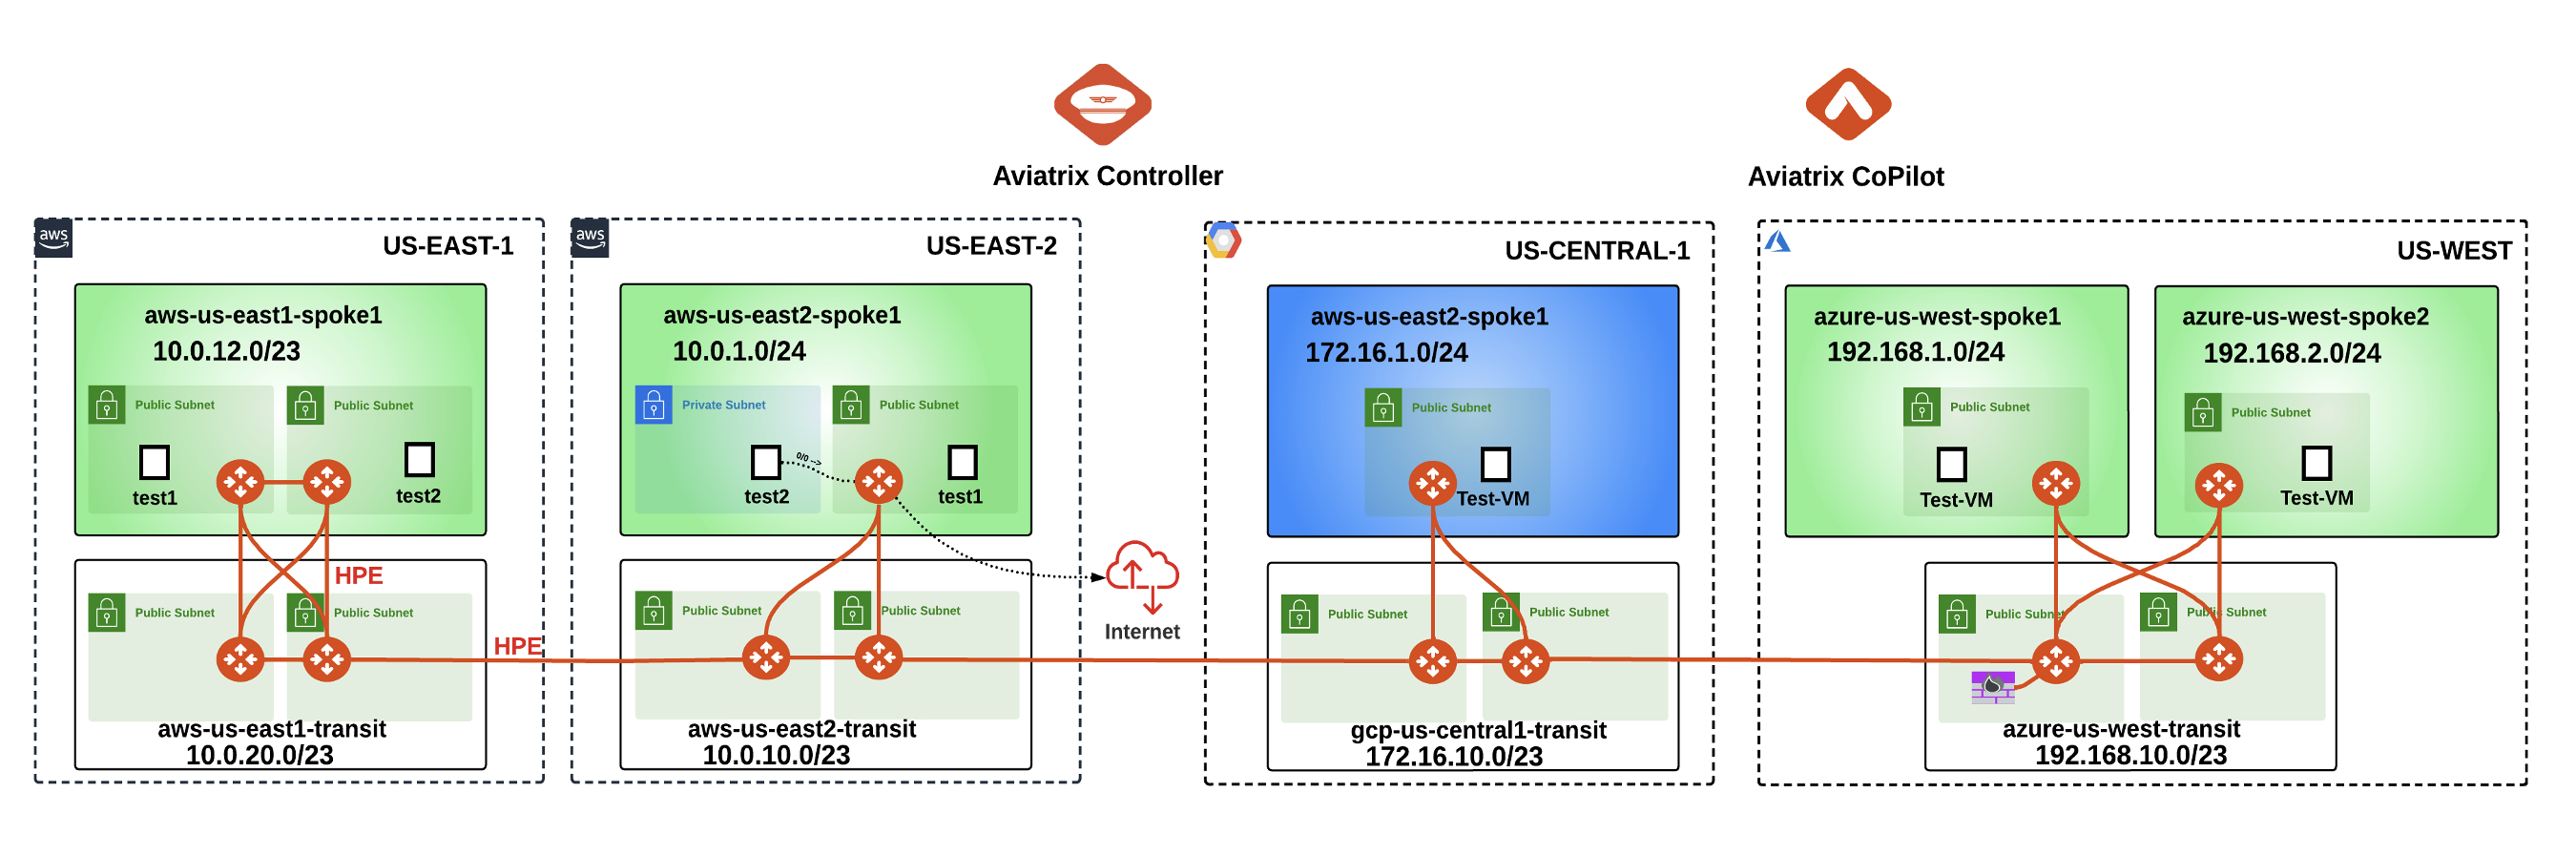 Aviatrix Controller
Aviatrix CoPilot
aws
US-EAST-1
aws-us-east1-spoke1
10.0.12.0/23
Public Subnet
Public Subnet
test1
test2
HPE
Public Subnet
Public Subnet
HPE
aws-us-east1-transit
10.0.20.0/23
aws
US-EAST-2
aws-us-east2-spoke1
10.0.1.0/24
Private Subnet
Public Subnet
0/0 -->
test2
test1
Public Subnet
Public Subnet
aws-us-east2-transit
10.0.10.0/23
Internet
US-CENTRAL-1
aws-us-east2-spoke1
172.16.1.0/24
Public Subnet
Test-VM
Public Subnet
Public Subnet
gcp-us-central1-transit
172.16.10.0/23
US-WEST
azure-us-west-spoke1
192.168.1.0/24
Public Subnet
Test-VM
azure-us-west-spoke2
192.168.2.0/24
Public Subnet
Test-VM
Public Subnet
Public Subnet
azure-us-west-transit
192.168.10.0/23